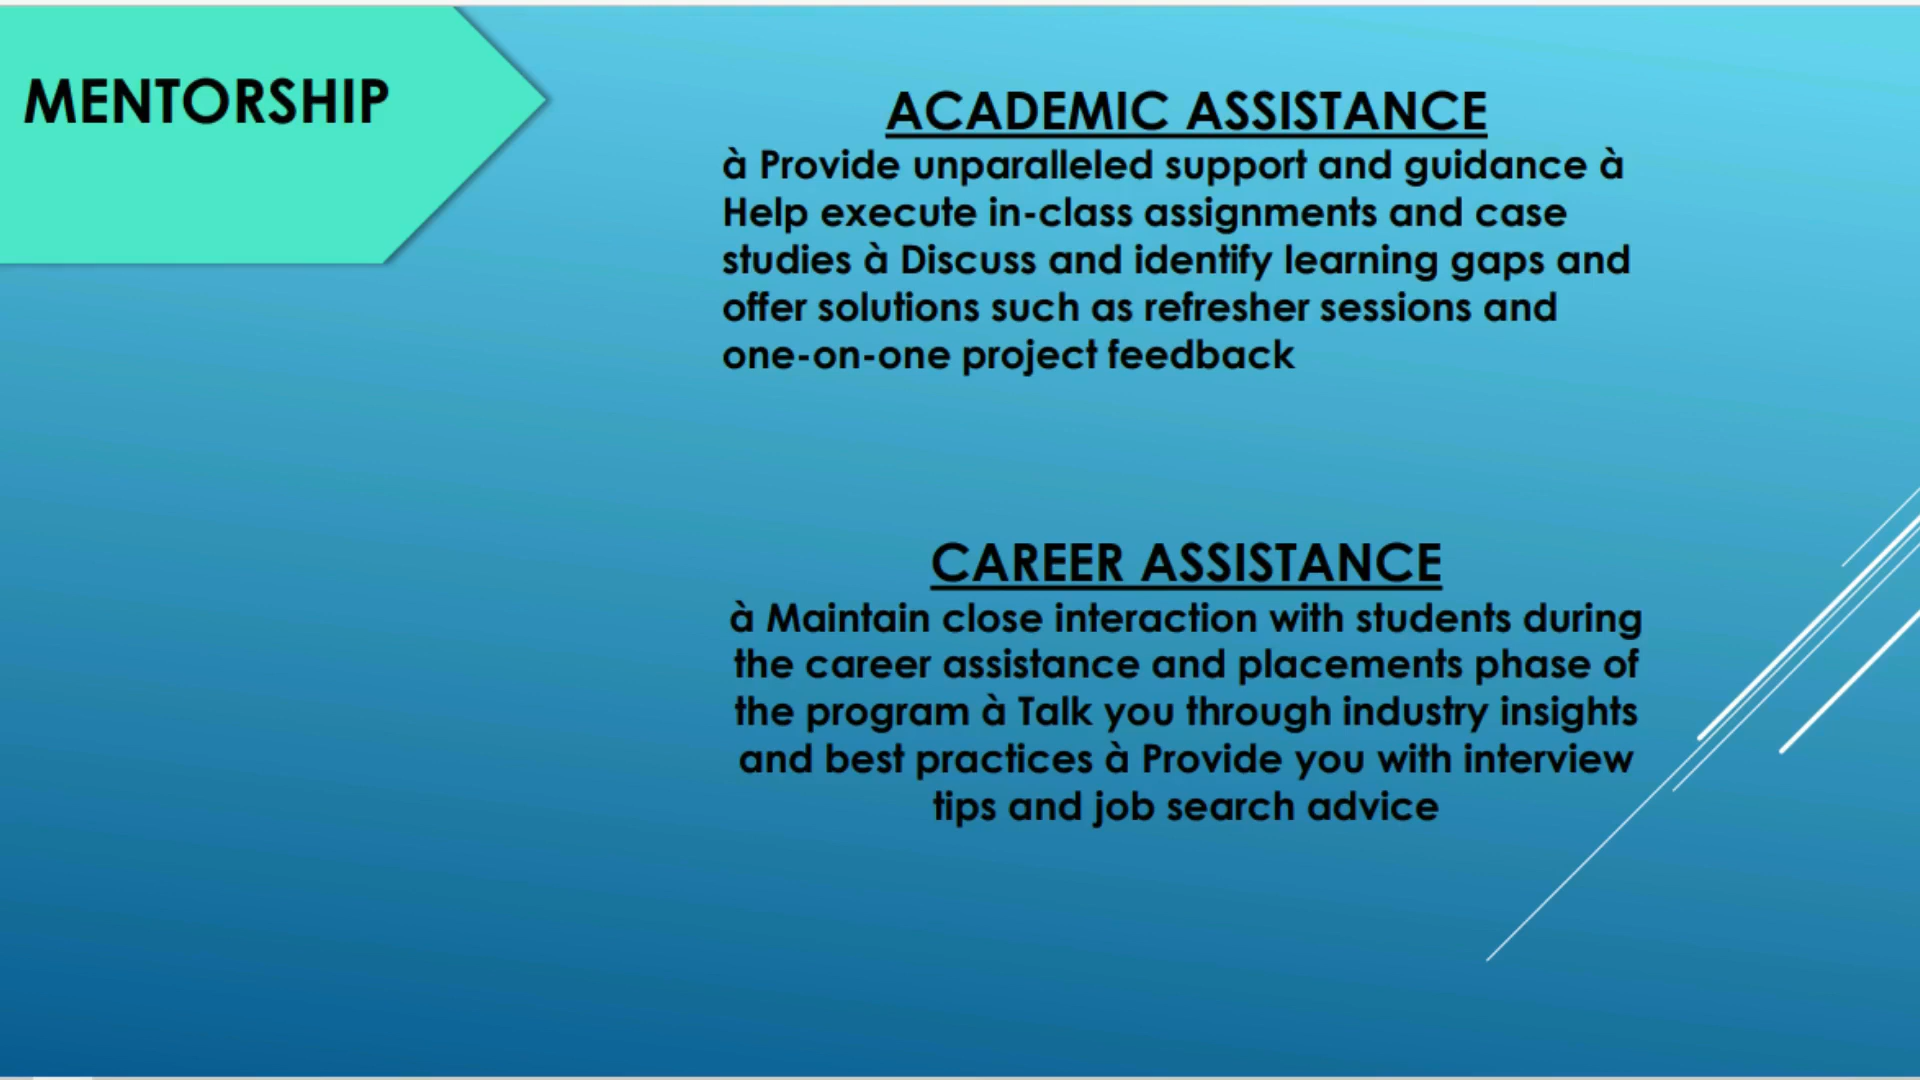 MENTORSHIP
ACADEMIC ASSISTANCE
à Provide unparalleled support and guidance à
Help execute in-class assignments and case
studies à Discuss and identify learning gaps and
offer solutions such as refresher sessions and
one-on-one project feedback
CAREER ASSISTANCE
à Maintain close interaction with students during
the career assistance and placements phase of
the program à Talk you through industry insights
and best practices à Provide you with interview
tips and job search advice